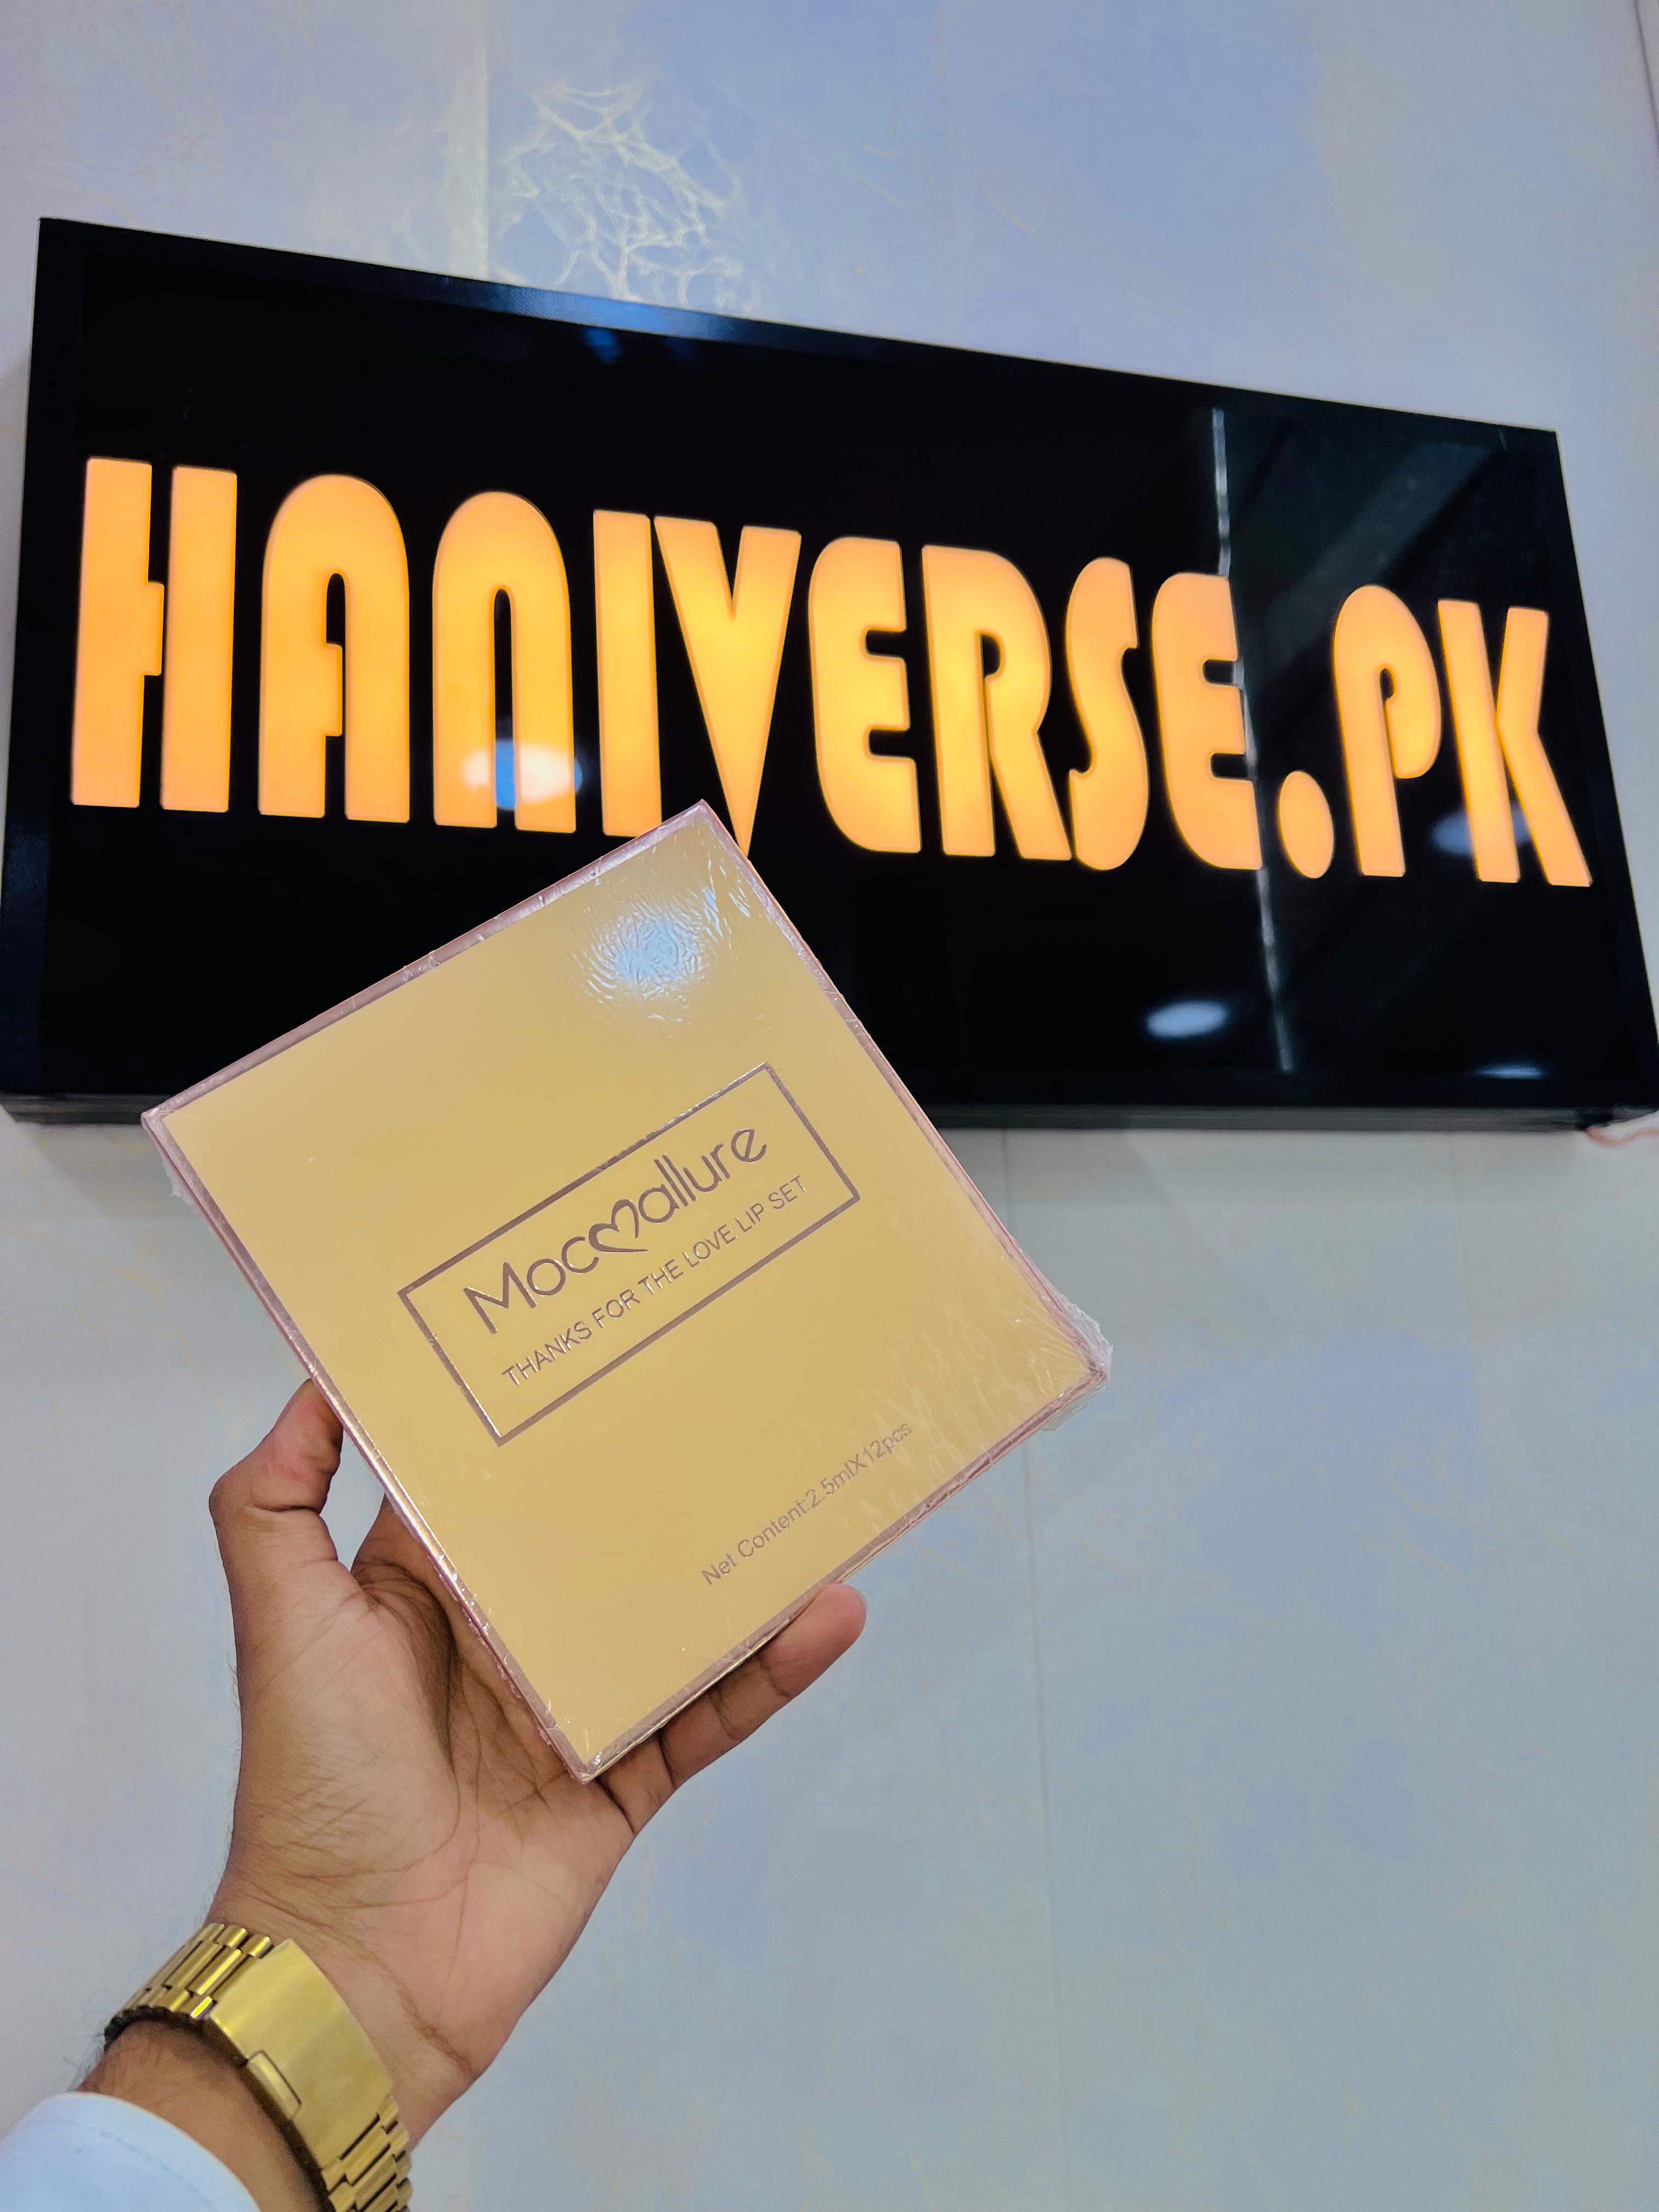 HANIVERSE.PK
Mocallure
THANKS FOR THE LOVE LIP SET
Net Content:2.5mlX12pcs